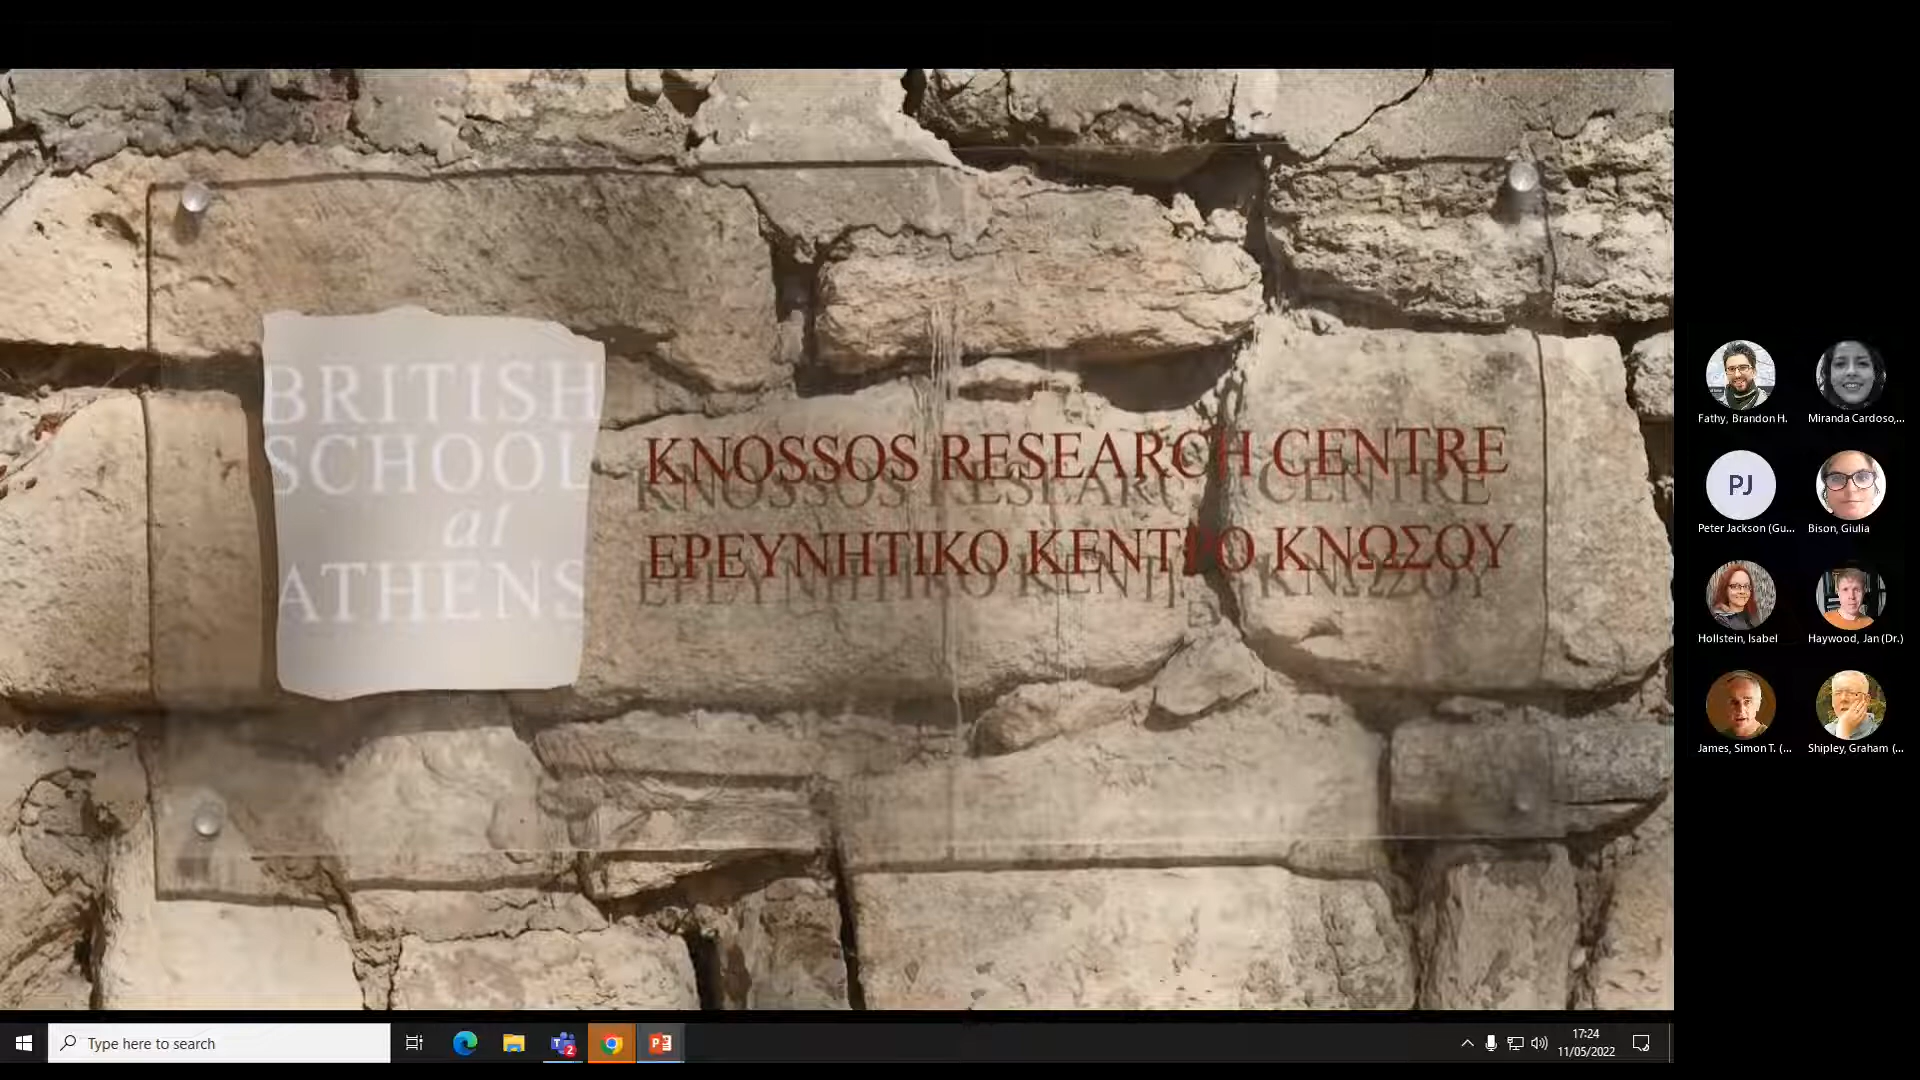 BRITISH
SCHOOL
at
ATHENS
KNOSSOS RESEARCH CENTRE
ΕΡΕΥΝΗΤΙΚΟ ΚΕΝΤΡΟ ΚΝΩΣΟΥ
Fathy, Brandon H.
Miranda Cardoso,...
PJ
Peter Jackson (Gu...
Bison, Giulia
Hollstein, Isabel
Haywood, Jan (Dr.)
James, Simon T. (...
Shipley, Graham (...
Type here to search
2
17:24
11/05/2022